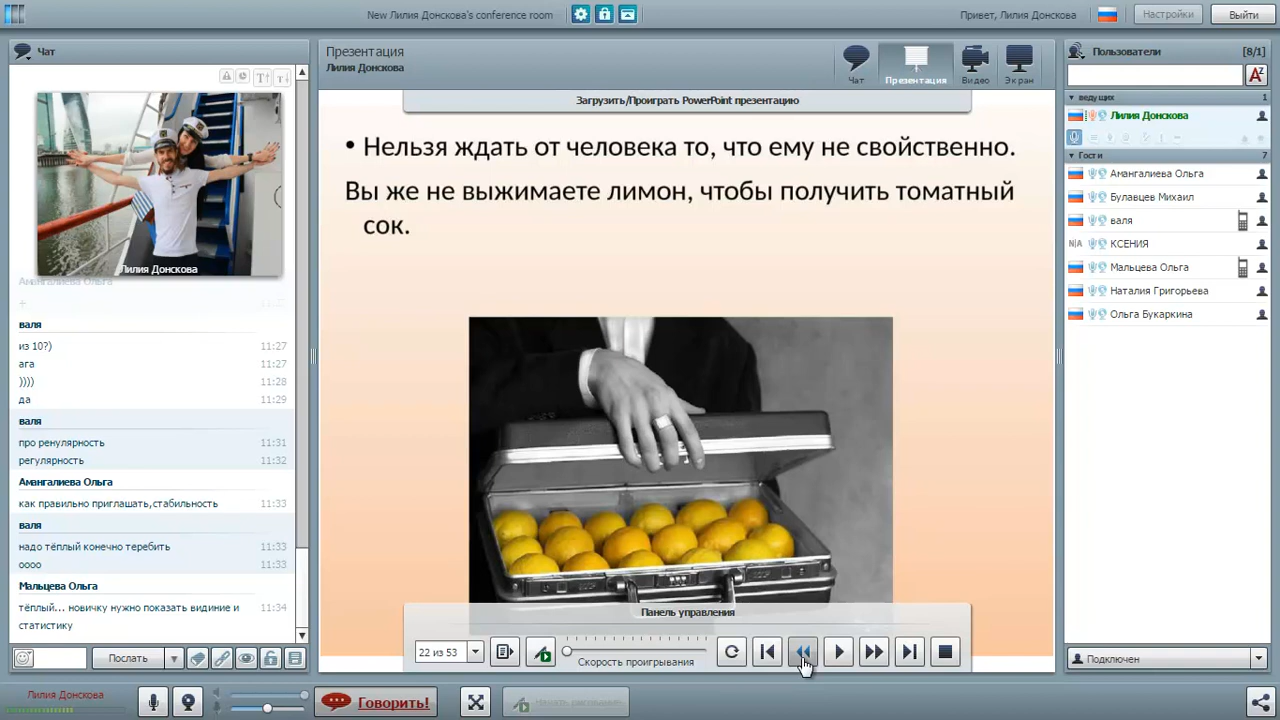 New Лилия Донскова's conference room
Привет, Лилия Донскова
Настройки
Выйти
Чат
Лилия Донскова
Амангалиева Ольга
+
валя
из 10?) 11:27
ага 11:27
)))) 11:28
да 11:29
валя
про ренулярность 11:31
регулярность 11:32
Амангалиева Ольга
как правильно приглашать,стабильность 11:33
валя
надо тёплый конечно теребить 11:33
оооо 11:33
Мальцева Ольга
тёплый... новичку нужно показать видиние и 11:34
статистику
Послать
Презентация
Лилия Донскова
Чат
Презентация
Видео
Экран
Загрузить/Проиграть PowerPoint презентацию
• Нельзя ждать от человека то, что ему не свойственно.
Вы же не выжимаете лимон, чтобы получить томатный
сок.
Панель управления
22 из 53
Скорость проигрывания
Пользователи [8/1]
ведущих 1
Лилия Донскова
Гости 7
Амангалиева Ольга
Булавцев Михаил
валя
N/A КСЕНИЯ
Мальцева Ольга
Наталия Григорьева
Ольга Букаркина
Подключен
Лилия Донскова
Говорить!